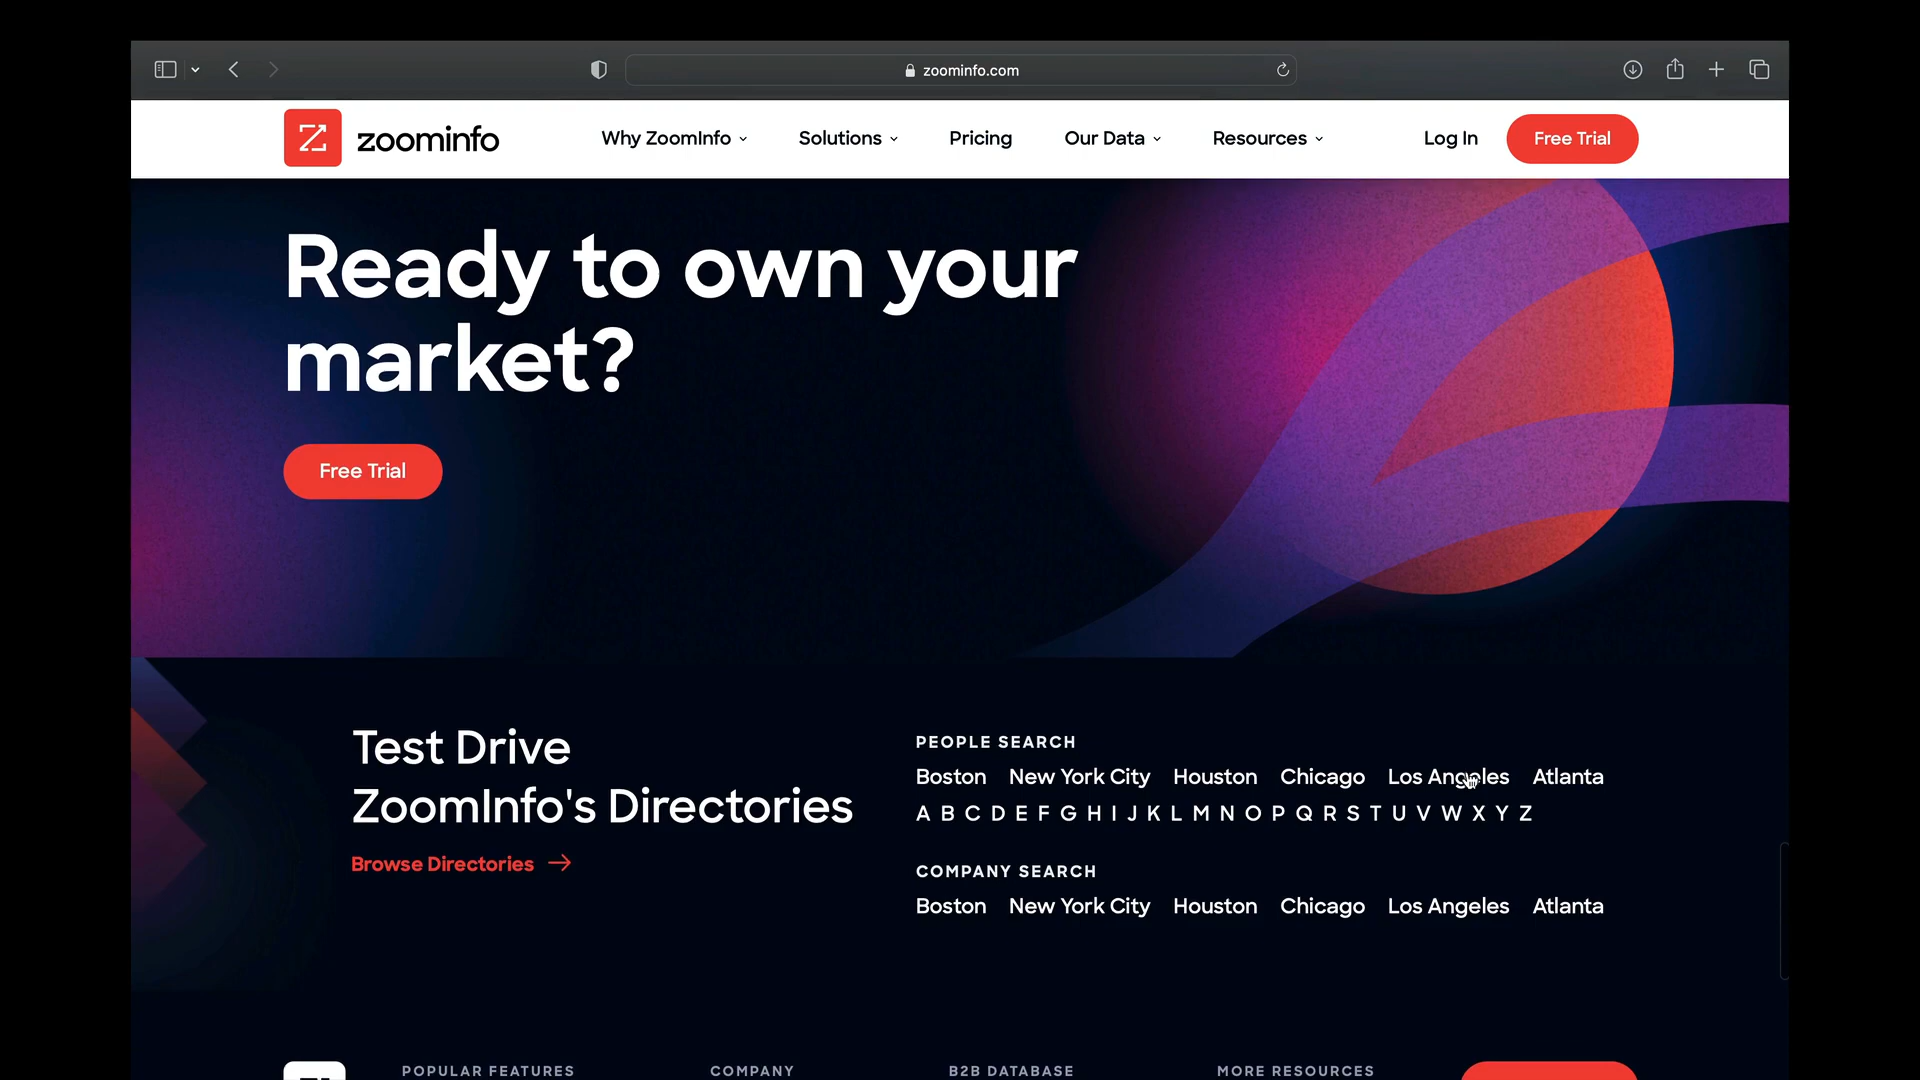 zoominfo.com
zoominfo
Why ZoomInfo
Solutions
Pricing
Our Data
Resources
Log In
Free Trial
Ready to own your
market?
Free Trial
Test Drive
ZoomInfo's Directories
Browse Directories
PEOPLE SEARCH
Boston New York City Houston Chicago Los Angeles Atlanta
A B C D E F G H I J K L M N O P Q R S T U V W X Y Z
COMPANY SEARCH
Boston New York City Houston Chicago Los Angeles Atlanta
POPULAR FEATURES
COMPANY
B2B DATABASE
MORE RESOURCES